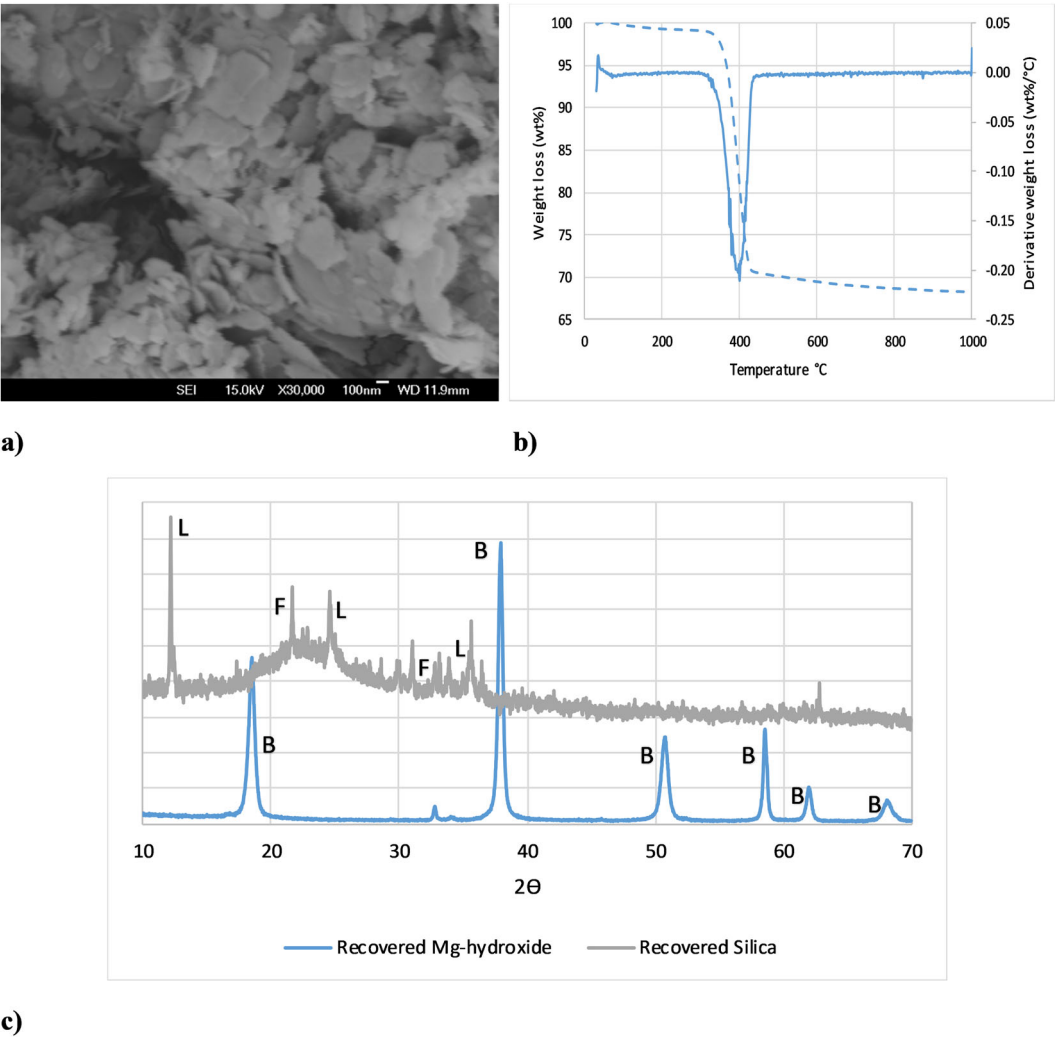 SEI 15.0kV X30,000 100nm WD 11.9mm
a)
100
95
90
85
80
75
70
65
Weight loss (wt%)
0.05
0.00
-0.05
-0.10
-0.15
-0.20
-0.25
Derivative weight loss (wt%/°C)
0 200 400 600 800 1000
Temperature °C
b)
L
F
L
F
L
B
B
B
B
B
B
10 20 30 40 50 60 70
2Θ
Recovered Mg-hydroxide Recovered Silica
c)